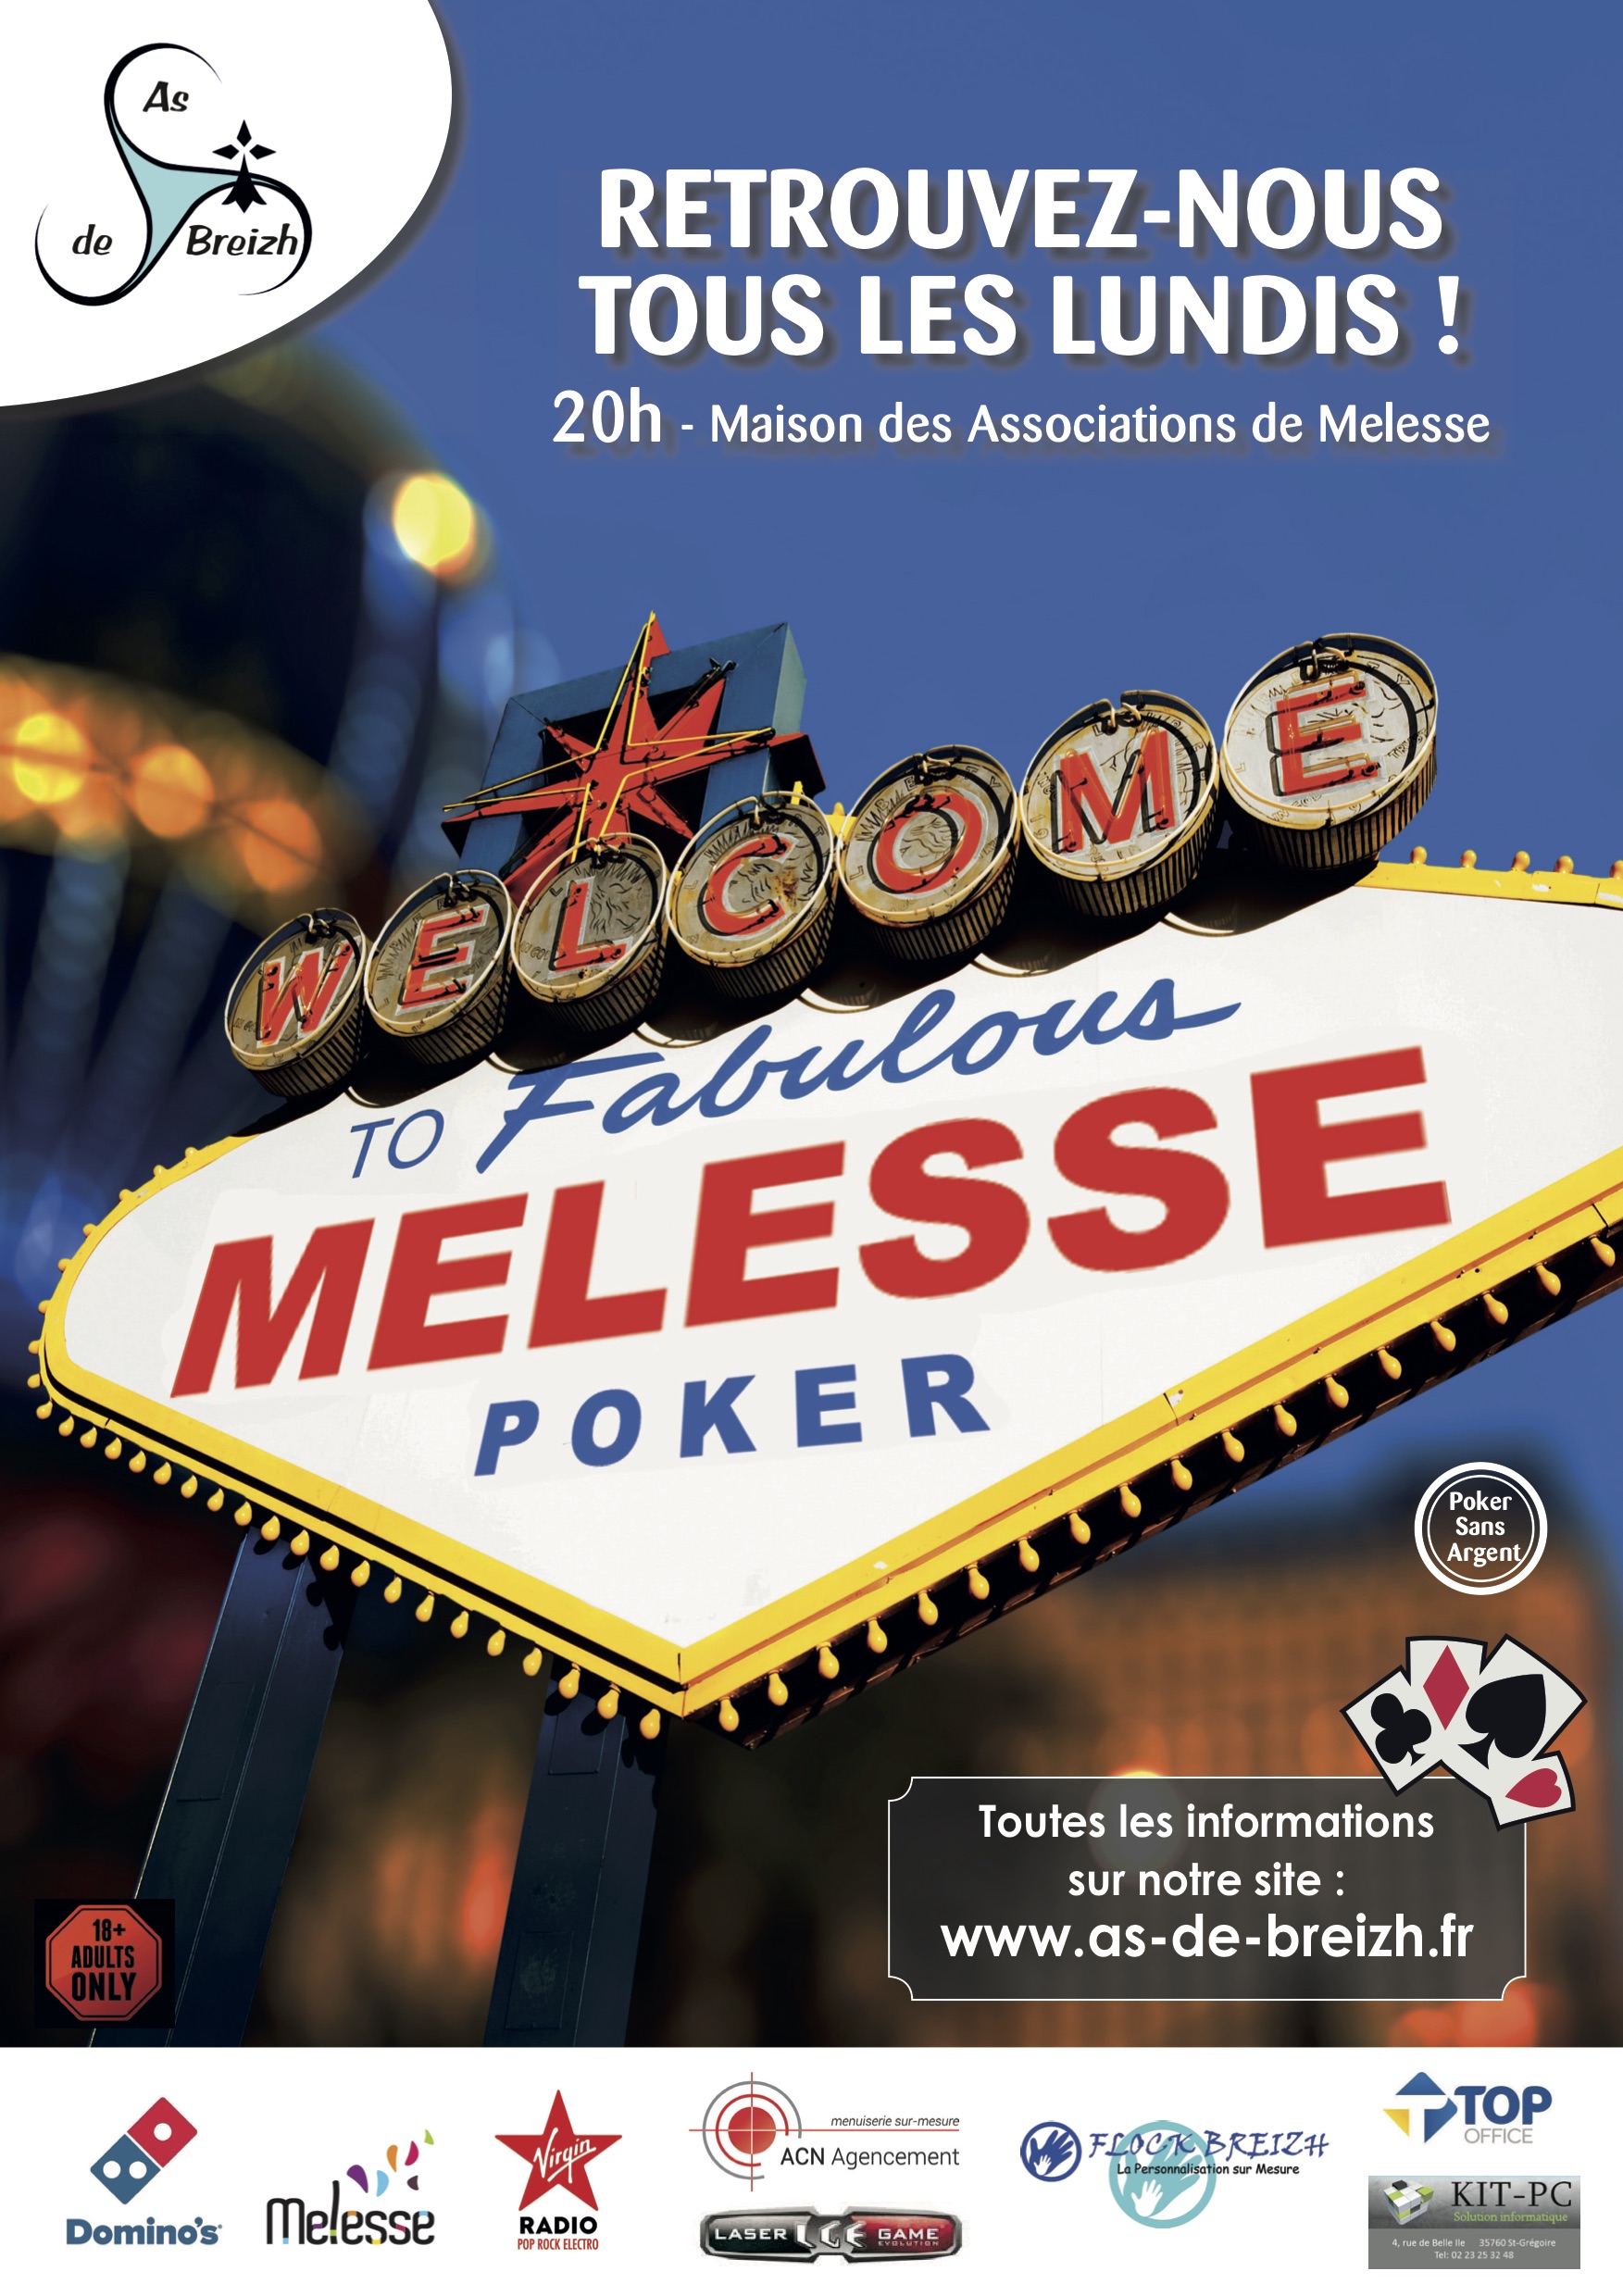 As
de Breizh
RETROUVEZ-NOUS
TOUS LES LUNDIS !
20h - Maison des Associations de Melesse
WELCOME
TO Fabulous
MELESSE
POKER
Poker
Sans
Argent
Toutes les informations
sur notre site :
www.as-de-breizh.fr
18+
ADULTS
ONLY
Domino's
Melesse
Virgin
RADIO
POP ROCK ELECTRO
menuiserie sur-mesure
ACN Agencement
LASER LGE GAME
EVOLUTION
FLOCK BREIZH
La Personnalisation sur Mesure
TOP
OFFICE
KIT-PC
Solution informatique
4, rue de Belle Ile 35760 St-Grégoire
Tel: 02 23 25 32 48